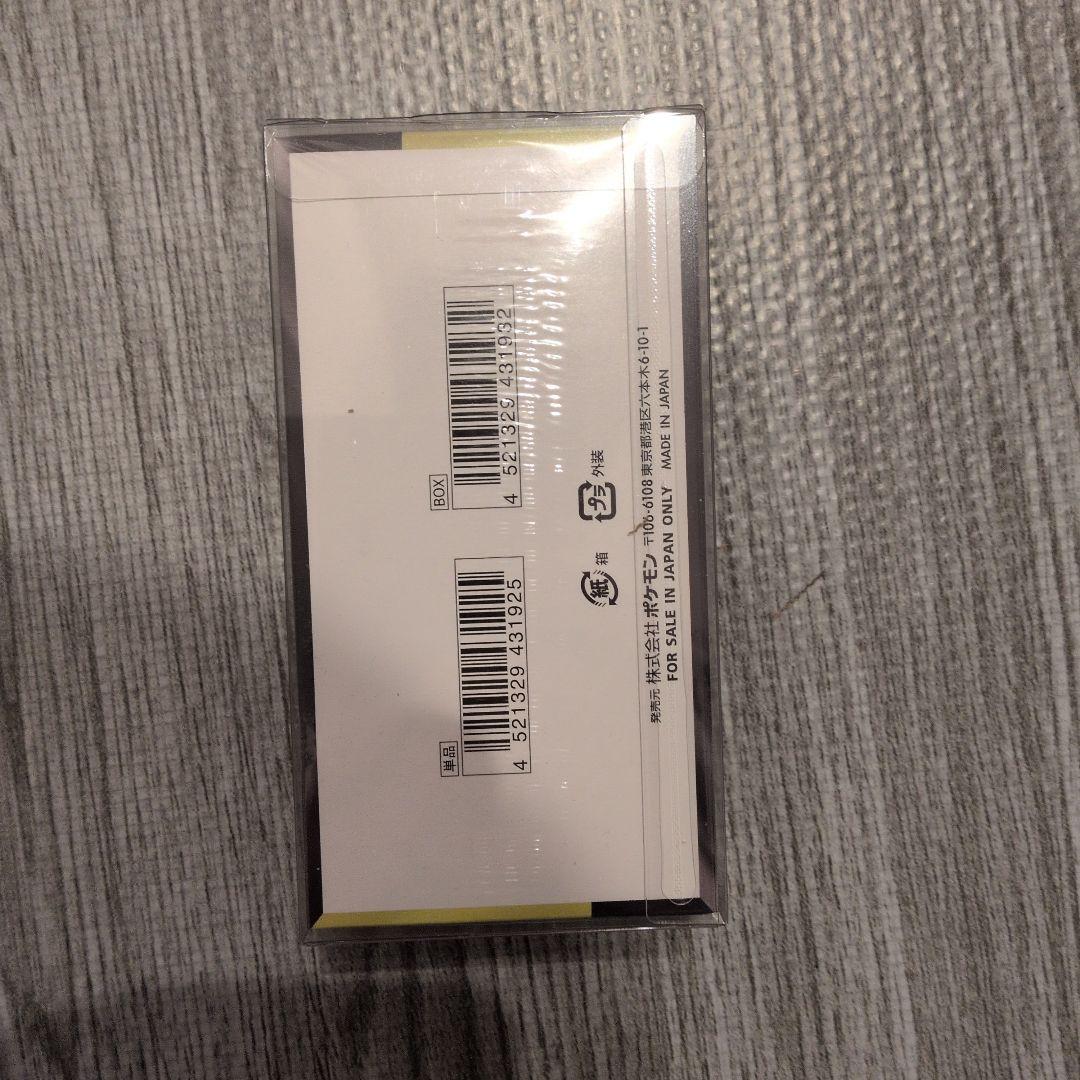 単品
4 521329 431925
BOX
4 521329 431932
紙 箱
プラ 外装
発売元 株式会社ポケモン 〒106-6108 東京都港区六本木6-10-1
FOR SALE IN JAPAN ONLY MADE IN JAPAN